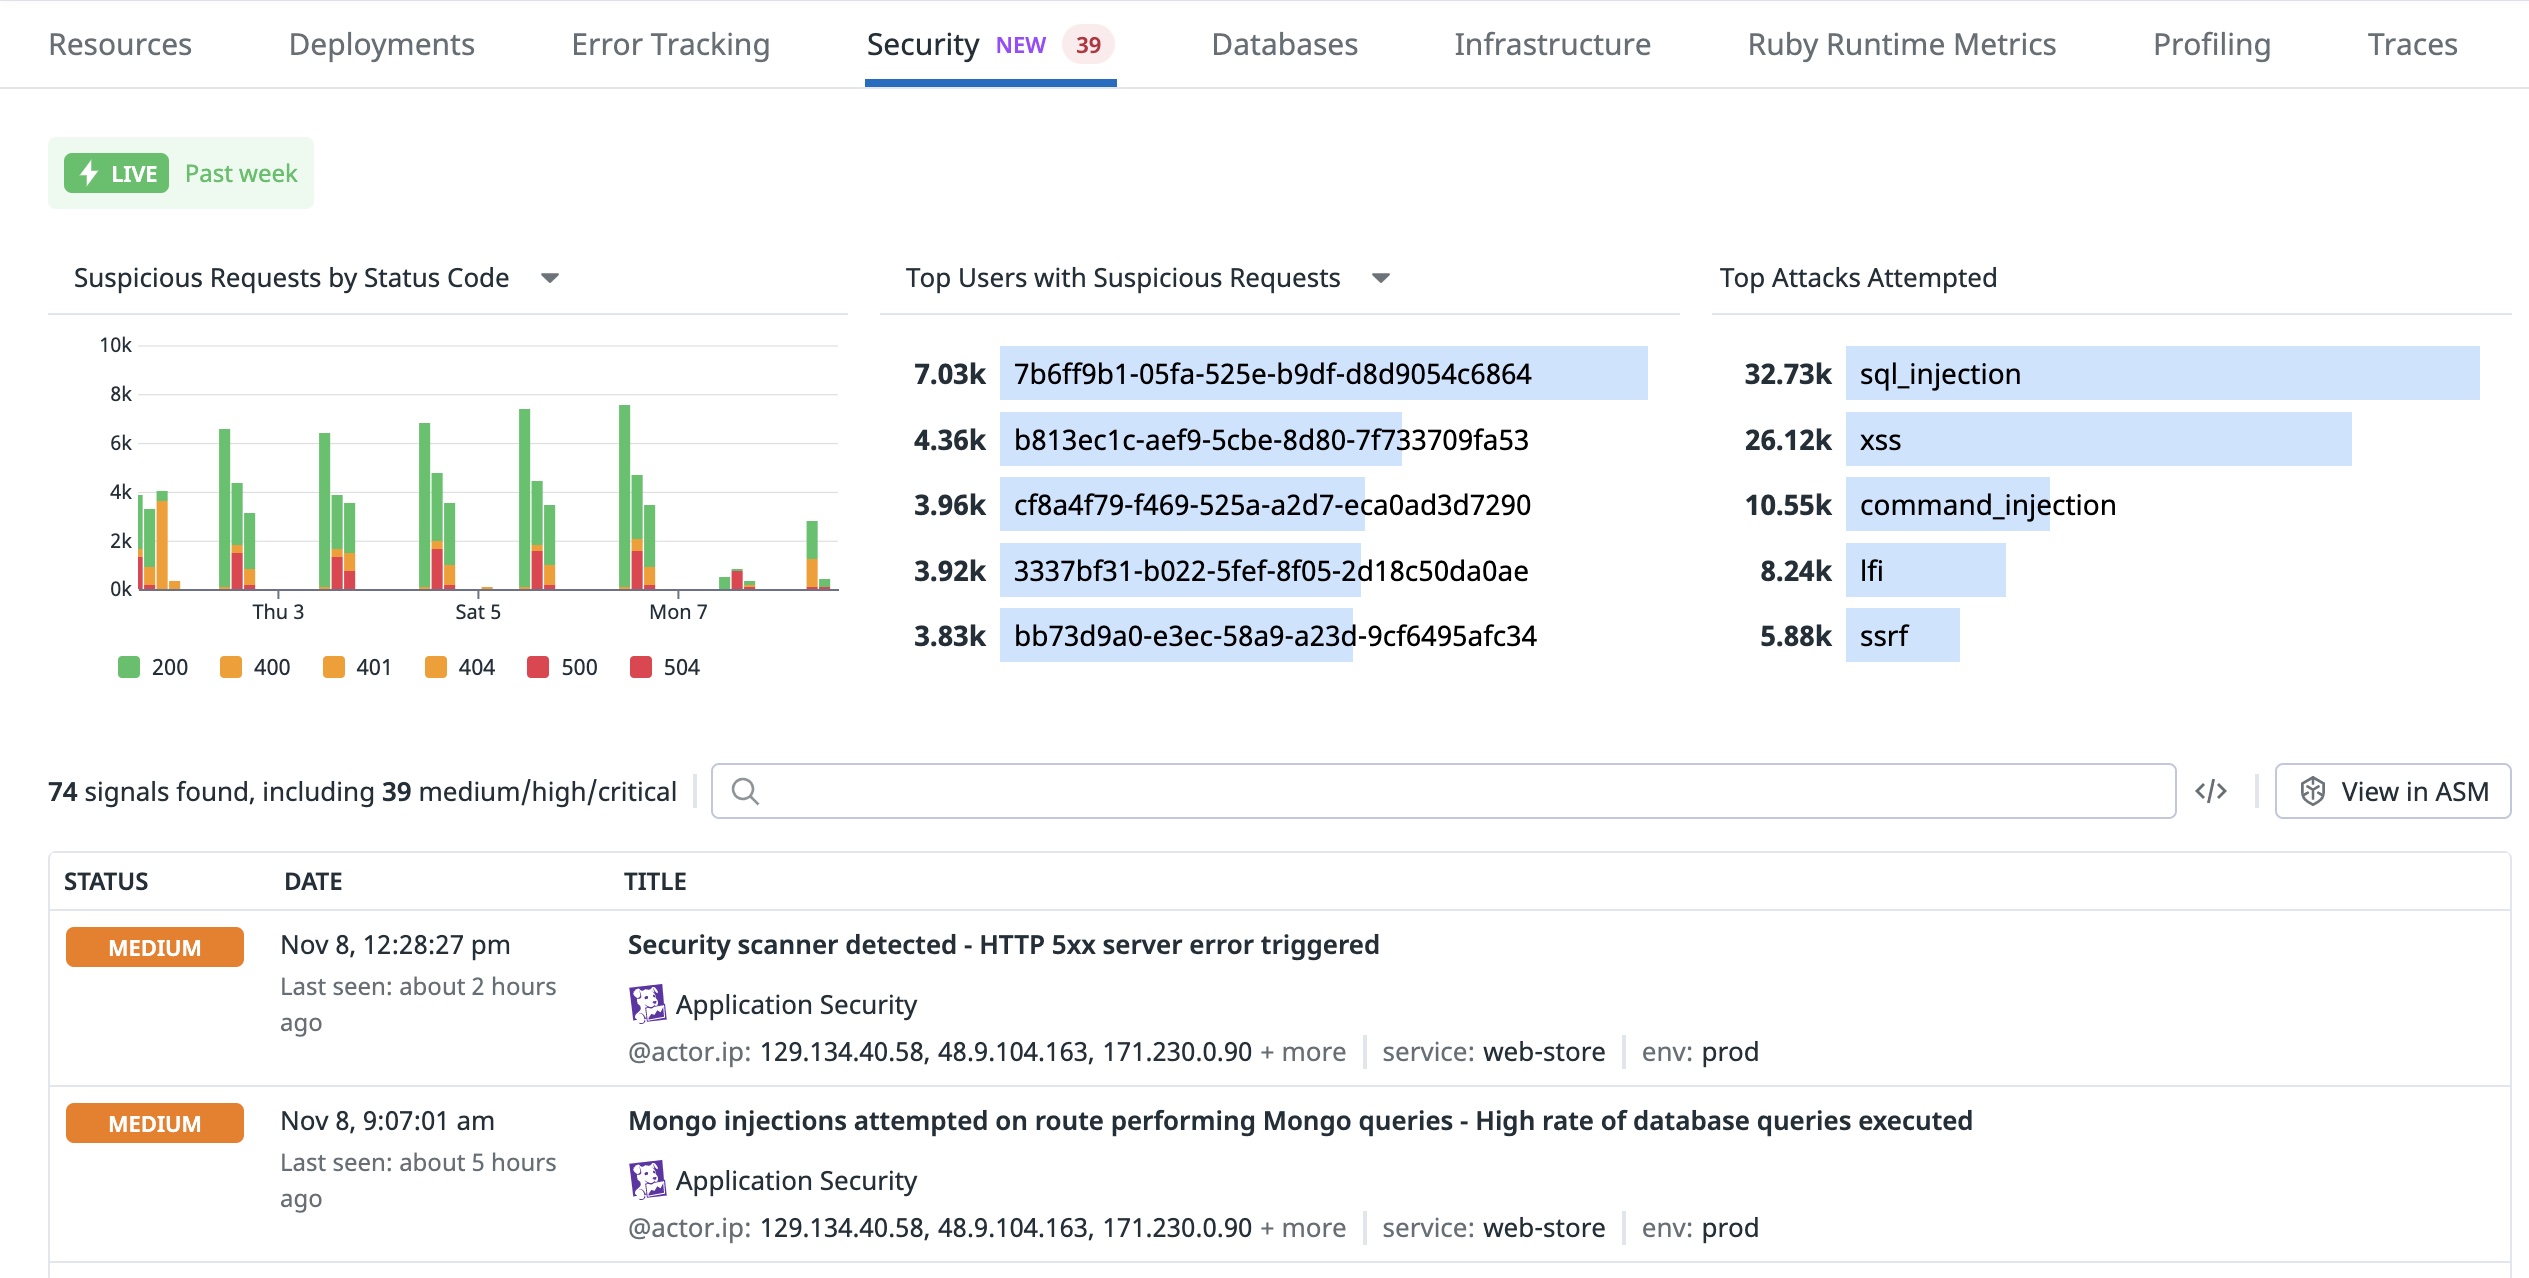 Resources Deployments Error Tracking Security NEW 39 Databases Infrastructure Ruby Runtime Metrics Profiling Traces
LIVE Past week
Suspicious Requests by Status Code
10k
8k
6k
4k
2k
0k
Thu 3 Sat 5 Mon 7
200 400 401 404 500 504
Top Users with Suspicious Requests
7.03k 7b6ff9b1-05fa-525e-b9df-d8d9054c6864
4.36k b813ec1c-aef9-5cbe-8d80-7f733709fa53
3.96k cf8a4f79-f469-525a-a2d7-eca0ad3d7290
3.92k 3337bf31-b022-5fef-8f05-2d18c50da0ae
3.83k bb73d9a0-e3ec-58a9-a23d-9cf6495afc34
Top Attacks Attempted
32.73k sql_injection
26.12k xss
10.55k command_injection
8.24k lfi
5.88k ssrf
74 signals found, including 39 medium/high/critical </> View in ASM
STATUS DATE TITLE
MEDIUM Nov 8, 12:28:27 pm Security scanner detected - HTTP 5xx server error triggered
Last seen: about 2 hours
ago
Application Security
@actor.ip: 129.134.40.58, 48.9.104.163, 171.230.0.90 + more service: web-store env: prod
MEDIUM Nov 8, 9:07:01 am Mongo injections attempted on route performing Mongo queries - High rate of database queries executed
Last seen: about 5 hours
ago
Application Security
@actor.ip: 129.134.40.58, 48.9.104.163, 171.230.0.90 + more service: web-store env: prod